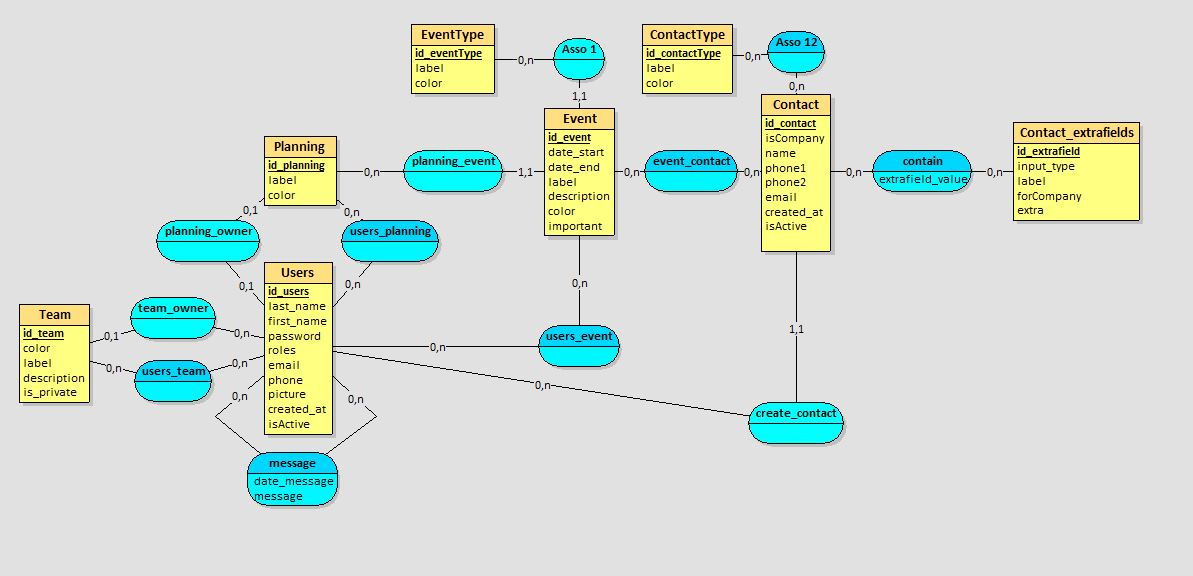 EventType
id_eventType
label
color
0,n
Asso 1
1,1
ContactType
id_contactType
label
color
0,n
Asso 12
0,n
Planning
id_planning
label
color
0,n
planning_event
1,1
Event
id_event
date_start
date_end
label
description
color
important
0,n
event_contact
0,n
Contact
id_contact
isCompany
name
phone1
phone2
email
created_at
isActive
0,n
contain
extrafield_value
0,n
Contact_extrafields
id_extrafield
input_type
label
forCompany
extra
0,1
planning_owner
0,1
0,n
users_planning
0,n
Team
id_team
color
label
description
is_private
0,1
team_owner
0,n
0,n
users_team
0,n
Users
id_users
last_name
first_name
password
roles
email
phone
picture
created_at
isActive
0,n
0,n
message
date_message
message
0,n
users_event
0,n
0,n
create_contact
1,1